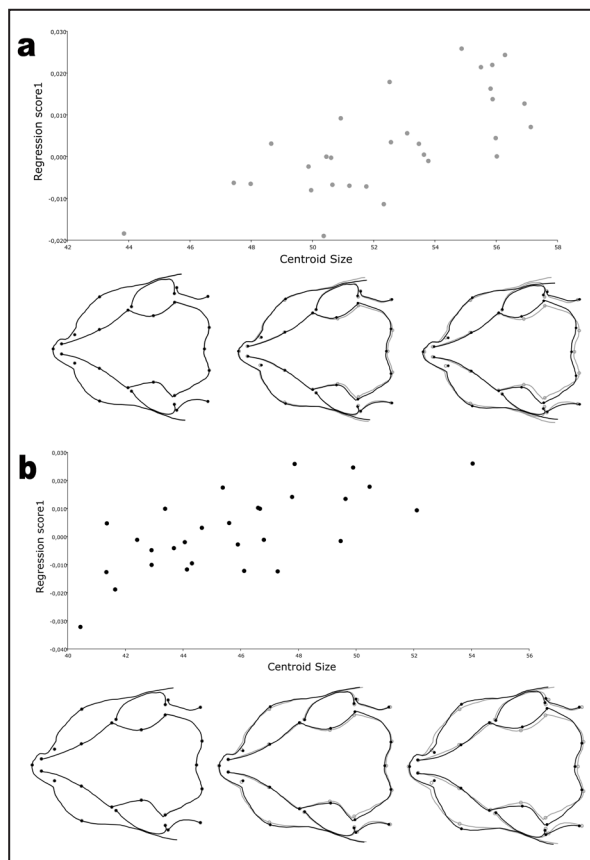 a
Regression score1
0,030
0,020
0,010
0,000
-0,010
-0,020
42 44 46 48 50 52 54 56 58
Centroid Size
b
Regression score1
0,030
0,020
0,010
0,000
-0,010
-0,020
-0,030
-0,040
40 42 44 46 48 50 52 54 56
Centroid Size